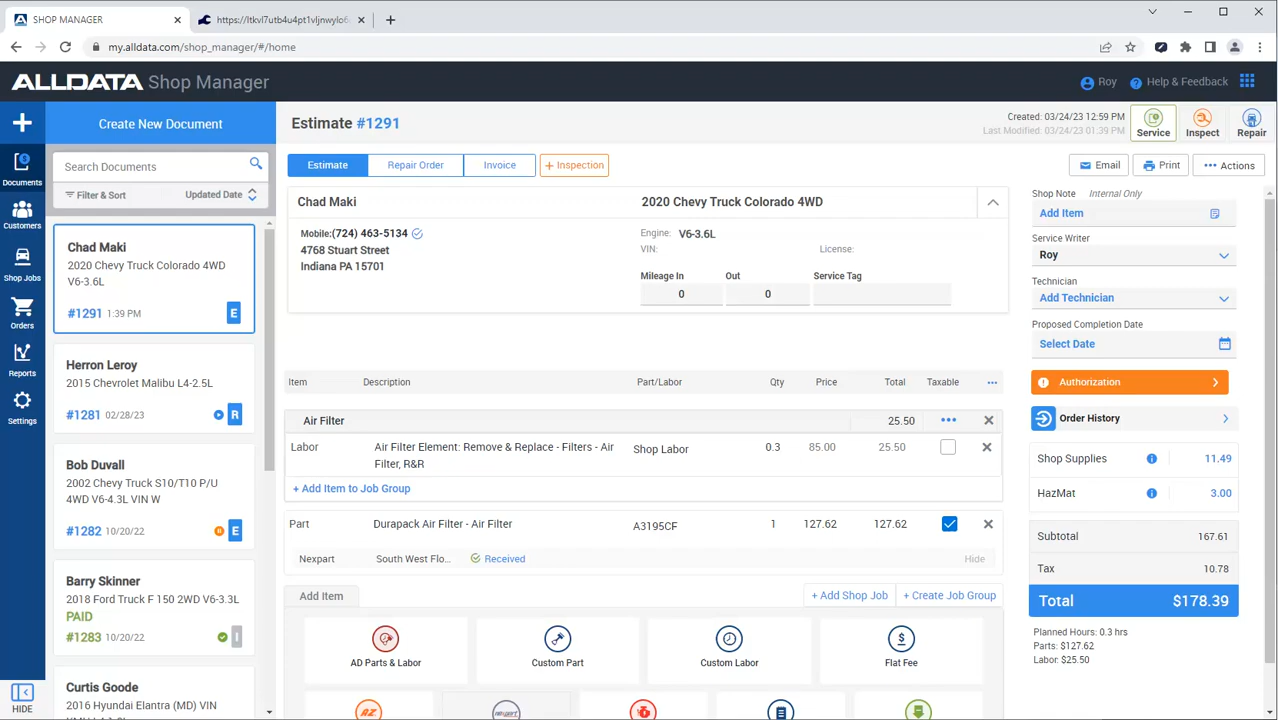 SHOP MANAGER
https://ltkvl7utb4u4pt1vljnwylo6
my.alldata.com/shop_manager/#/home
ALLDATA Shop Manager
Roy
Help & Feedback
Create New Document
Search Documents
Filter & Sort
Updated Date
Documents
Customers
Shop Jobs
Orders
Reports
Settings
HIDE
Chad Maki
2020 Chevy Truck Colorado 4WD
V6-3.6L
#1291 1:39 PM
E
Herron Leroy
2015 Chevrolet Malibu L4-2.5L
#1281 02/28/23
R
Bob Duvall
2002 Chevy Truck S10/T10 P/U
4WD V6-4.3L VIN W
#1282 10/20/22
E
Barry Skinner
2018 Ford Truck F 150 2WD V6-3.3L
PAID
#1283 10/20/22
I
Curtis Goode
2016 Hyundai Elantra (MD) VIN
Estimate #1291
Created: 03/24/23 12:59 PM
Last Modified: 03/24/23 01:39 PM
Service
Inspect
Repair
Estimate
Repair Order
Invoice
+ Inspection
Email
Print
Actions
Chad Maki
2020 Chevy Truck Colorado 4WD
Mobile:(724) 463-5134
4768 Stuart Street
Indiana PA 15701
Engine: V6-3.6L
VIN:
License:
Mileage In
Out
Service Tag
0
0
Item
Description
Part/Labor
Qty
Price
Total
Taxable
Air Filter
25.50
Labor
Air Filter Element: Remove & Replace - Filters - Air
Filter, R&R
Shop Labor
0.3
85.00
25.50
+ Add Item to Job Group
Part
Durapack Air Filter - Air Filter
A3195CF
1
127.62
127.62
Nexpart
South West Flo...
Received
Hide
Add Item
+ Add Shop Job
+ Create Job Group
AD Parts & Labor
Custom Part
Custom Labor
Flat Fee
AZ
Shop Note
Internal Only
Add Item
Service Writer
Roy
Technician
Add Technician
Proposed Completion Date
Select Date
Authorization
Order History
Shop Supplies
11.49
HazMat
3.00
Subtotal
167.61
Tax
10.78
Total
$178.39
Planned Hours: 0.3 hrs
Parts: $127.62
Labor: $25.50